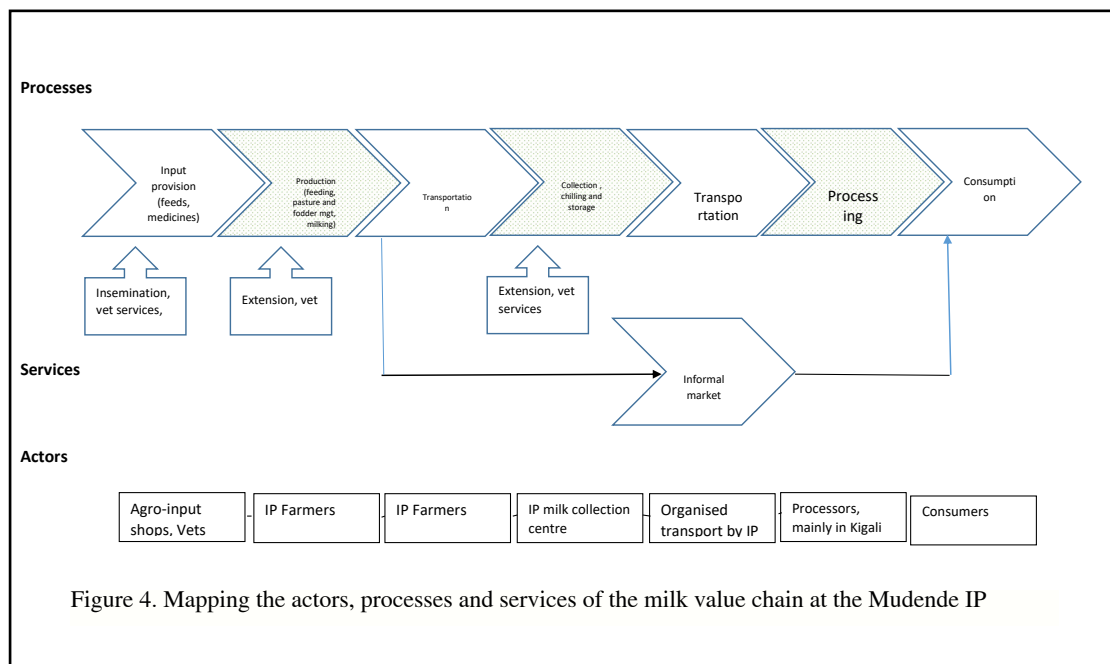 Processes
Input
provision
(feeds,
medicines)
Production
(feeding,
pasture and
fodder mgt,
milking)
Transportatio
n
Collection ,
chilling and
storage
Transpo
rtation
Process
ing
Consumpti
on
Insemination,
vet services,
Extension, vet
Extension, vet
services
Services
Informal
market
Actors
Agro-input
shops, Vets
IP Farmers
IP Farmers
IP milk collection
centre
Organised
transport by IP
Processors,
mainly in Kigali
Consumers
Figure 4. Mapping the actors, processes and services of the milk value chain at the Mudende IP